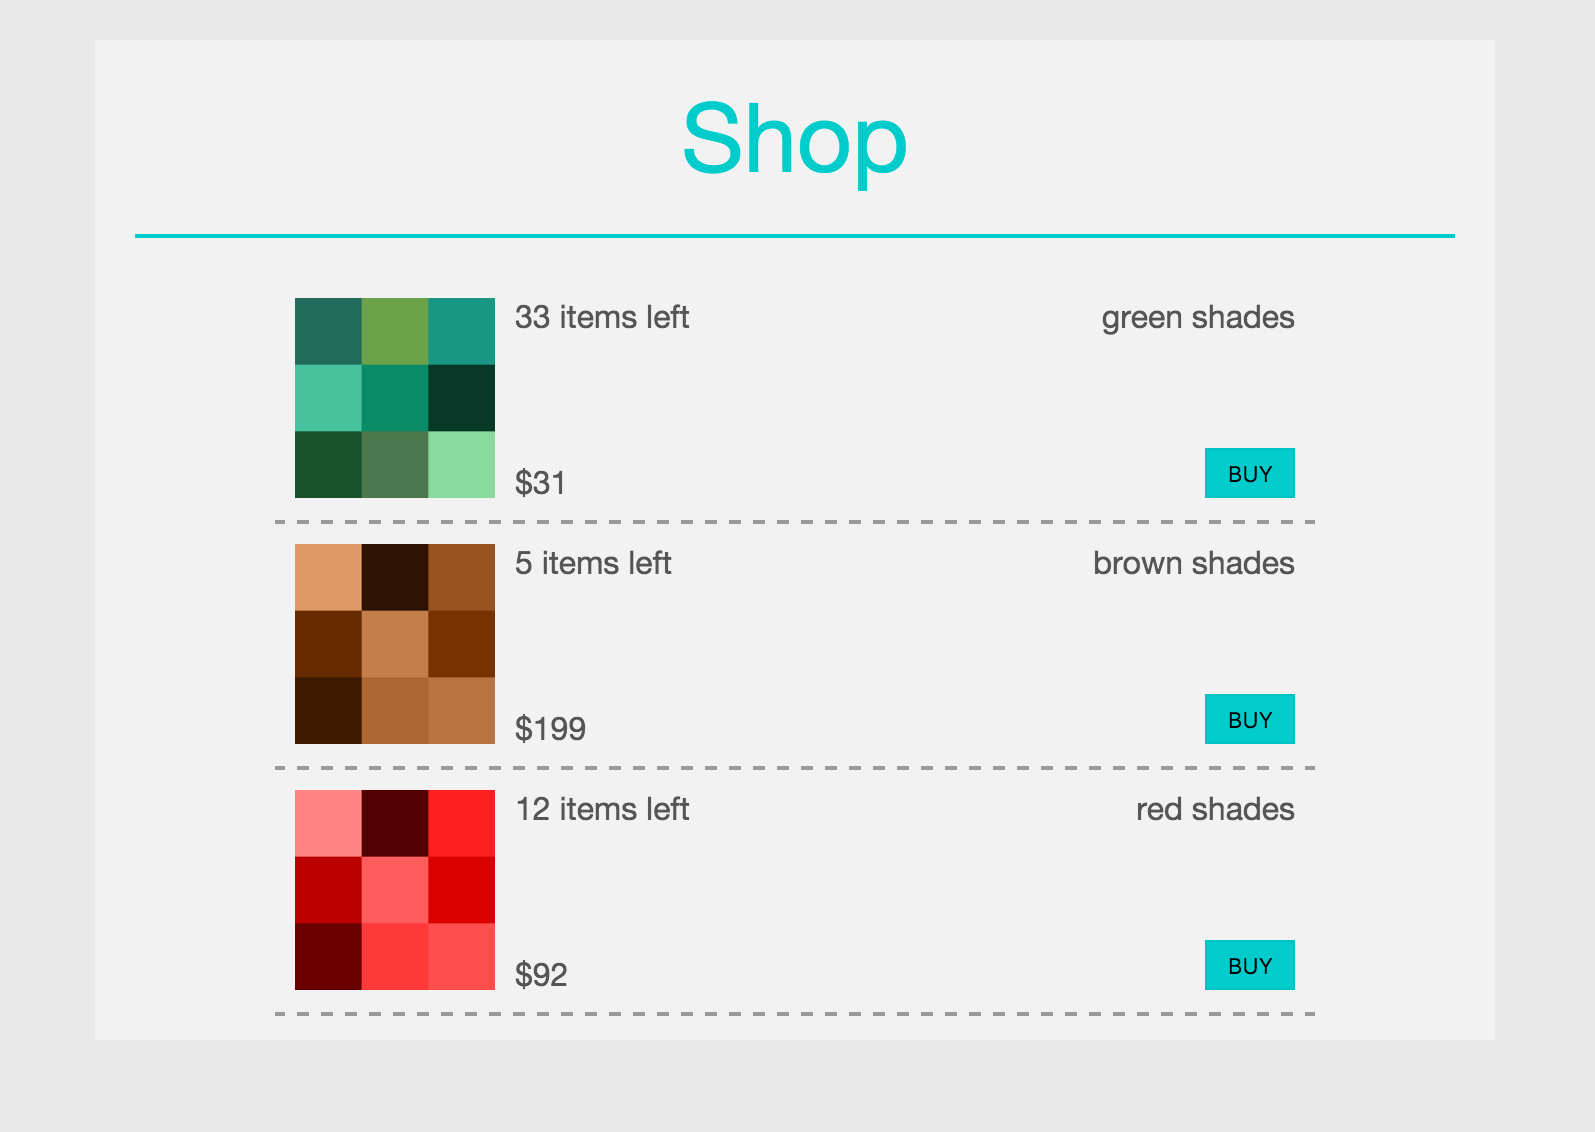 Shop
33 items left
green shades
$31
BUY
5 items left
brown shades
$199
BUY
12 items left
red shades
$92
BUY